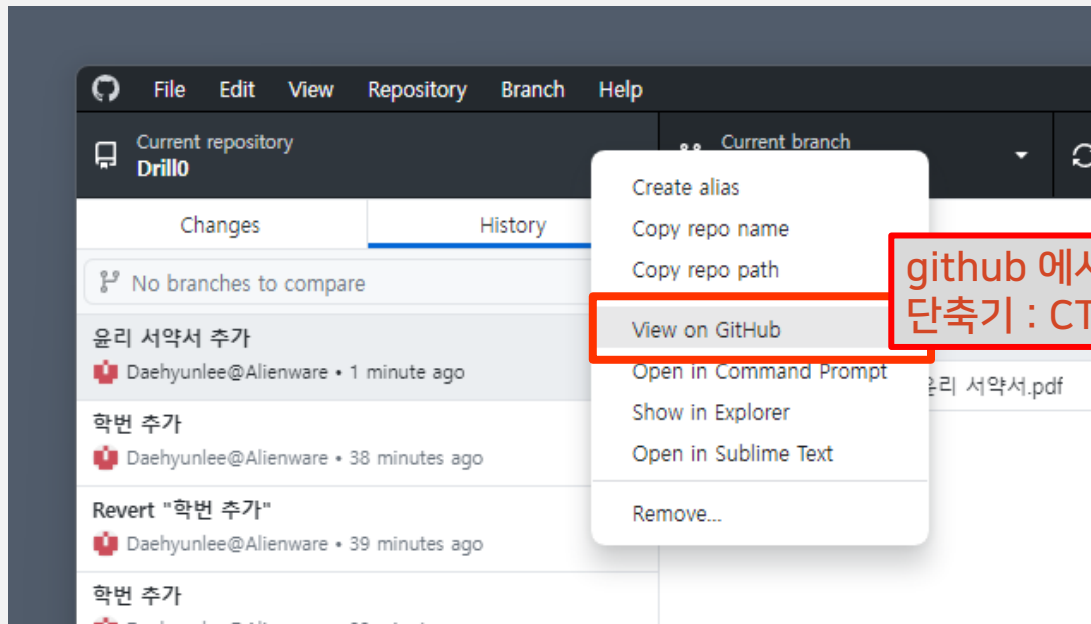 File Edit View Repository Branch Help
Current repository
Drill0
Current branch
Changes History
No branches to compare
윤리 서약서 추가
Daehyunlee@Alienware • 1 minute ago
학번 추가
Daehyunlee@Alienware • 38 minutes ago
Revert "학번 추가"
Daehyunlee@Alienware • 39 minutes ago
학번 추가
Create alias
Copy repo name
Copy repo path
View on GitHub
Open in Command Prompt
Show in Explorer
Open in Sublime Text
Remove...
github 에서
단축기 : CT
윤리 서약서.pdf